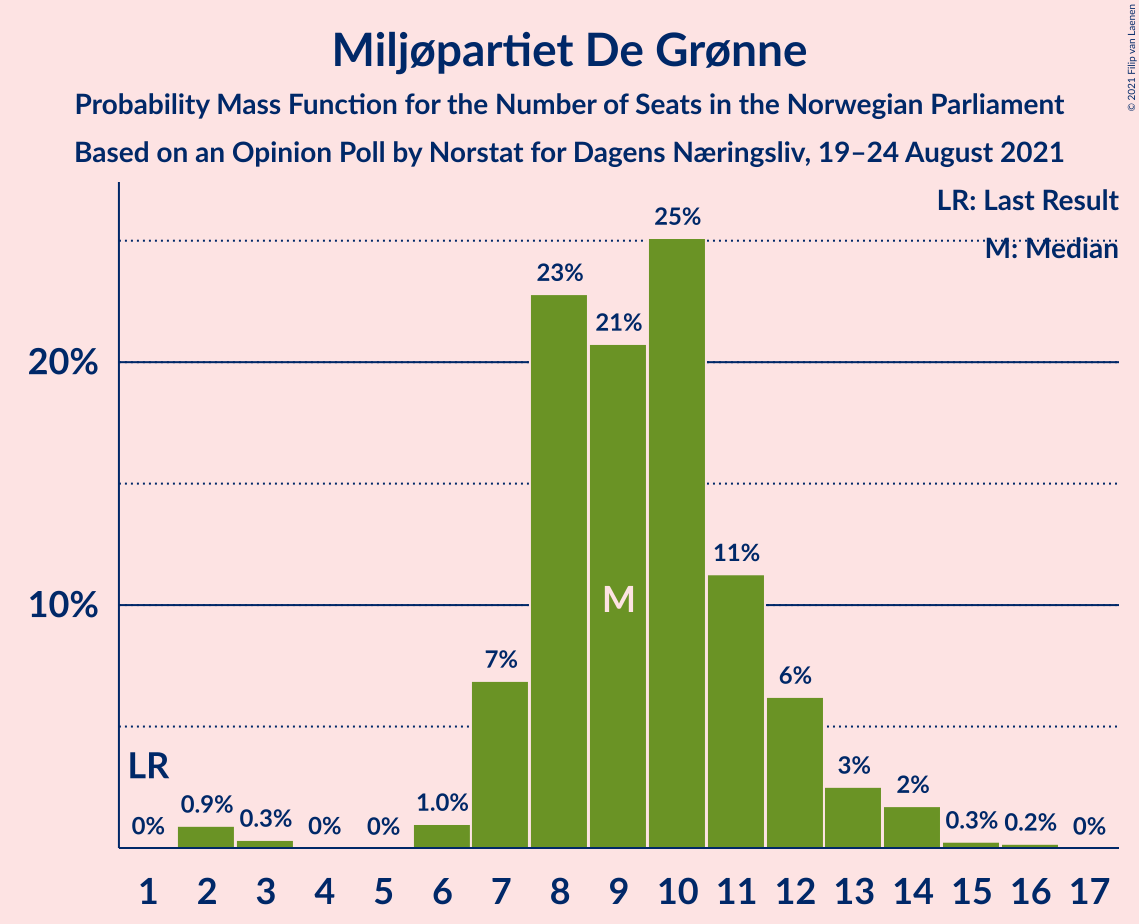 © 2021 Filip van Laenen
Miljøpartiet De Grønne
Probability Mass Function for the Number of Seats in the Norwegian Parliament
Based on an Opinion Poll by Norstat for Dagens Næringsliv, 19–24 August 2021
LR: Last Result
M: Median
25%
23%
21%
20%
11%
M
10%
7%
6%
LR
3%
2%
0% 0.9% 0.3% 0% 0% 1.0% 0.3% 0.2% 0%
1 2 3 4 5 6 7 8 9 10 11 12 13 14 15 16 17